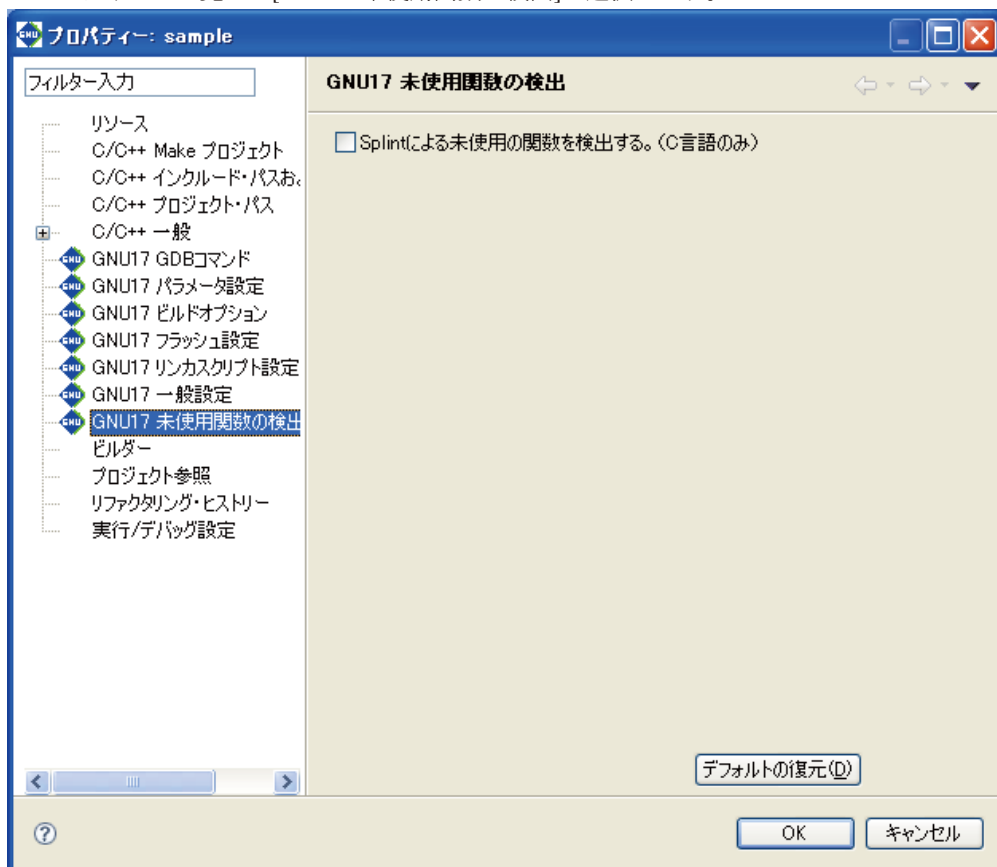 プロパティー: sample
フィルター入力
GNU17 未使用関数の検出
リソース
C/C++ Make プロジェクト
C/C++ インクルード・パスお
C/C++ プロジェクト・パス
C/C++ 一般
GNU17 GDBコマンド
GNU17 パラメータ設定
GNU17 ビルドオプション
GNU17 フラッシュ設定
GNU17 リンカスクリプト設定
GNU17 一般設定
GNU17 未使用関数の検出
ビルダー
プロジェクト参照
リファクタリング・ヒストリー
実行/デバッグ設定
Splintによる未使用の関数を検出する。(C言語のみ)
デフォルトの復元(D)
OK
キャンセル